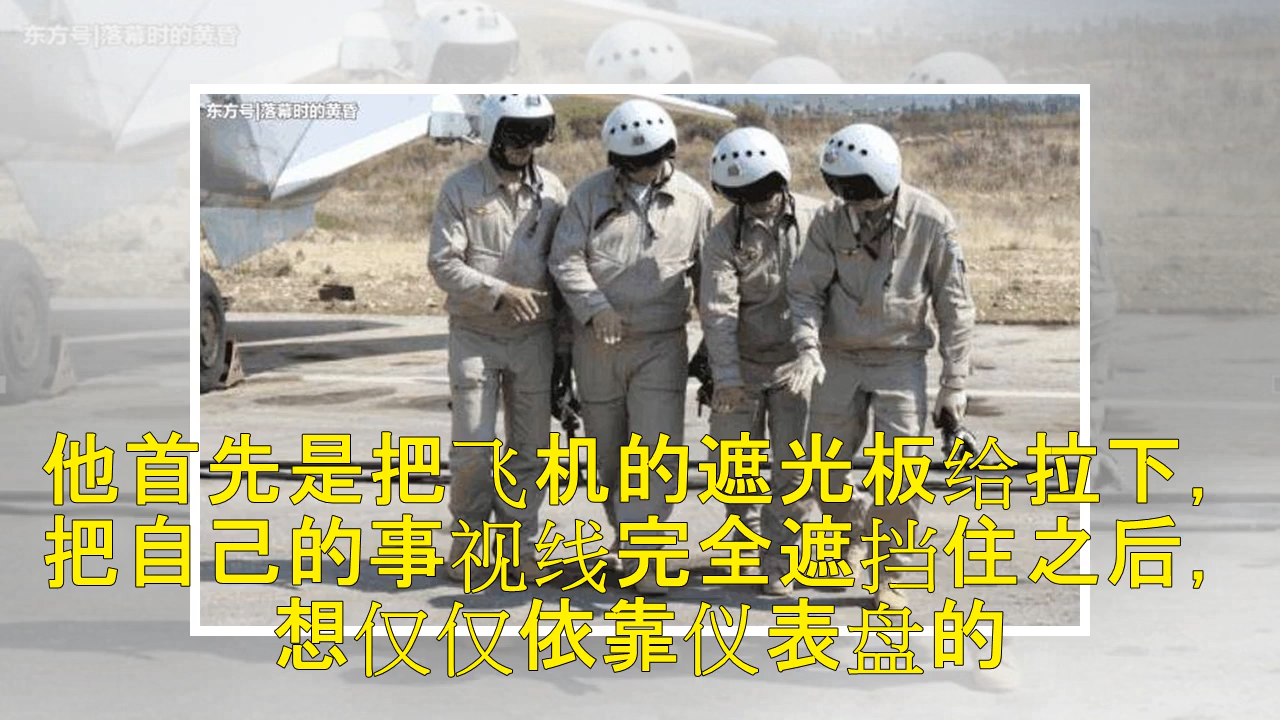 东方号|落幕时的黄昏
东方号|落幕时的黄昏
他首先是把飞机的遮光板给拉下,
把自己的事视线完全遮挡住之后,
想仅仅依靠仪表盘的